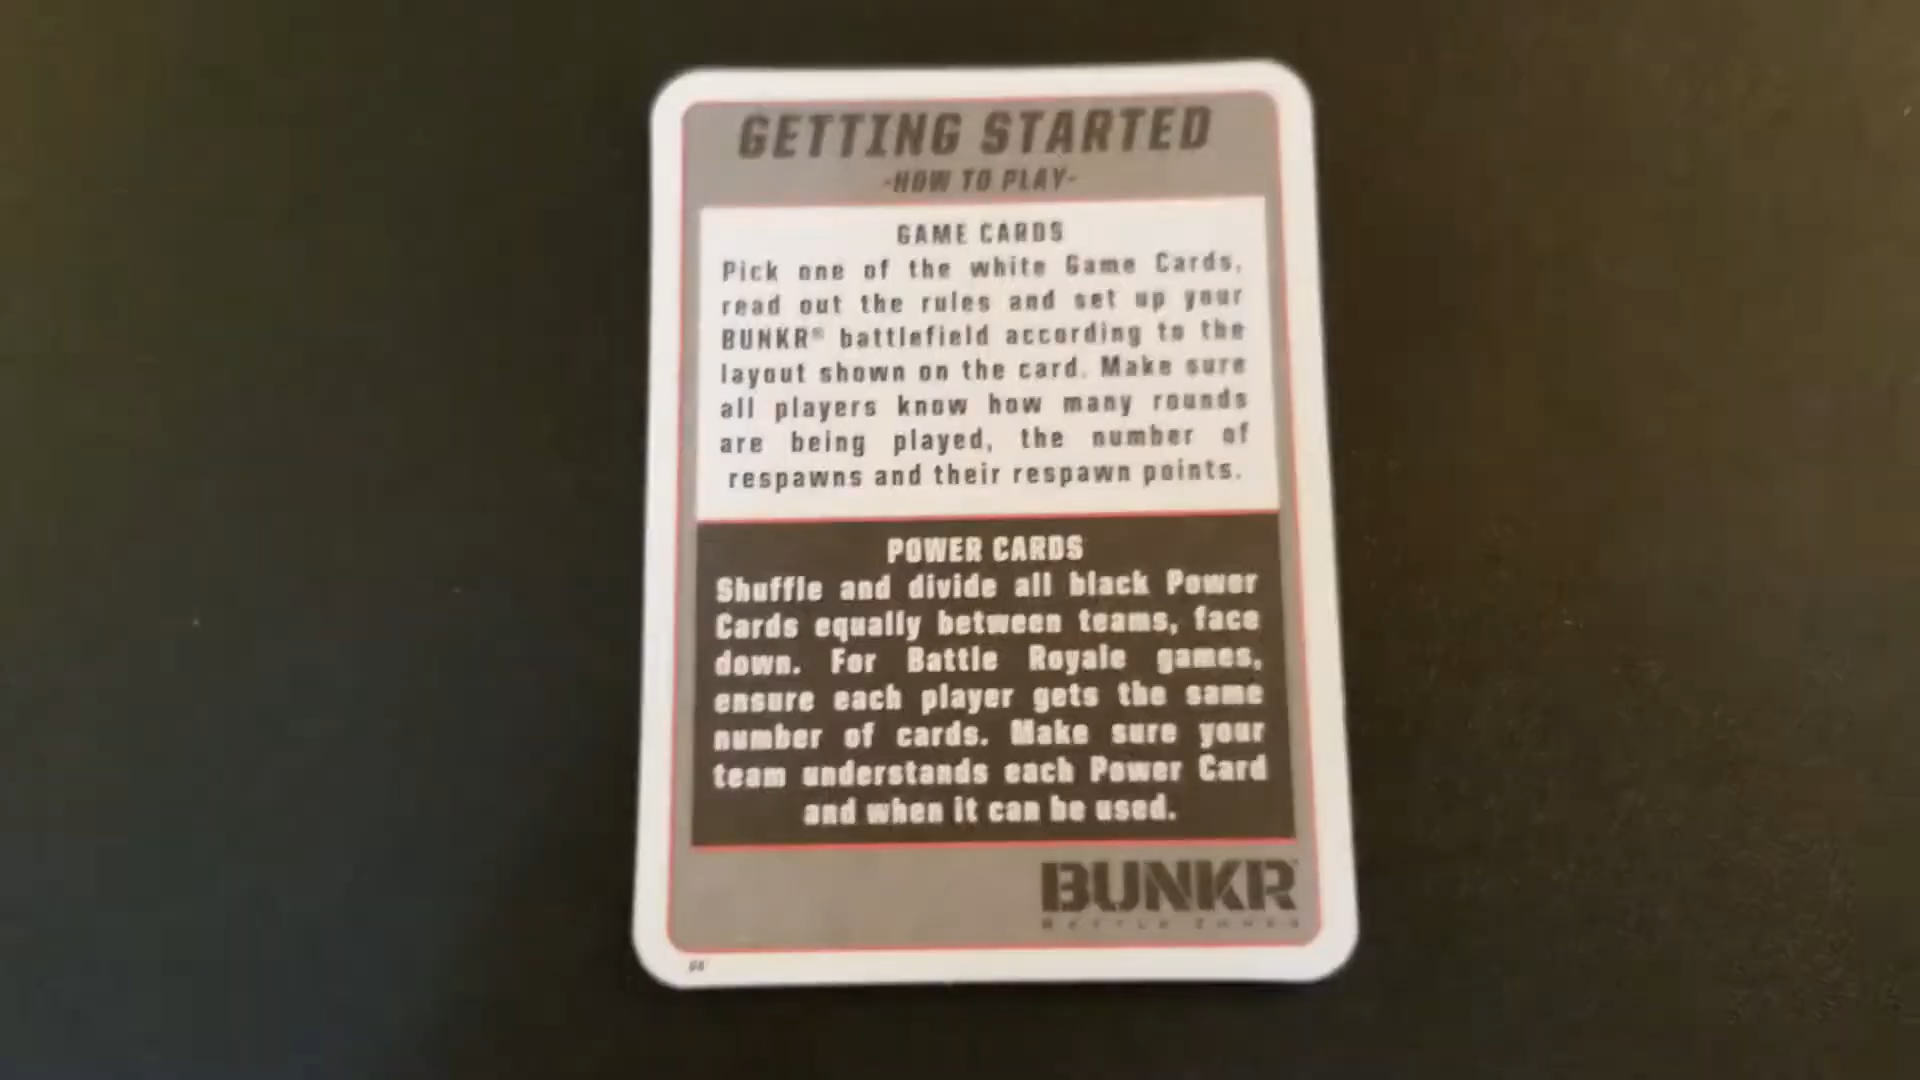 GETTING STARTED
-HOW TO PLAY-
GAME CARDS
Pick one of the white Game Cards,
read out the rules and set up your
BUNKR® battlefield according to the
layout shown on the card. Make sure
all players know how many rounds
are being played, the number of
respawns and their respawn points.
POWER CARDS
Shuffle and divide all black Power
Cards equally between teams, face
down. For Battle Royale games,
ensure each player gets the same
number of cards. Make sure your
team understands each Power Card
and when it can be used.
BUNKR
BATTLE ZONES